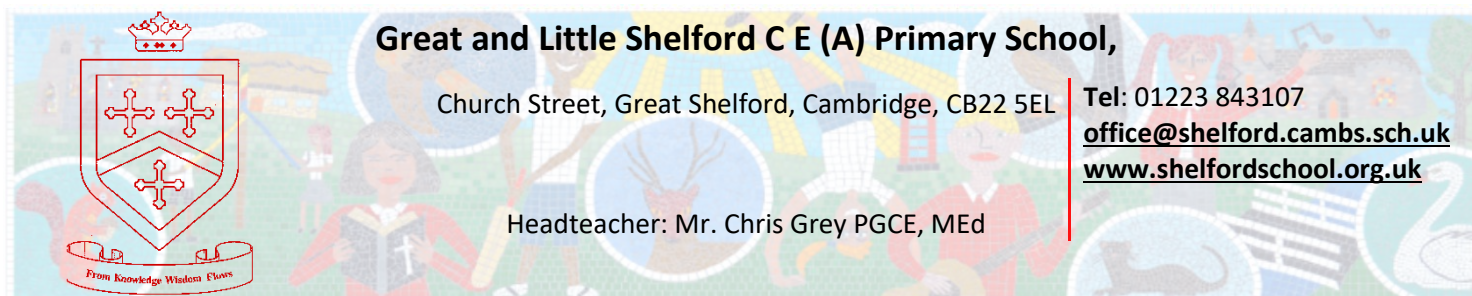 Great and Little Shelford C E (A) Primary School,
Church Street, Great Shelford, Cambridge, CB22 5EL
Headteacher: Mr. Chris Grey PGCE, MEd
Tel: 01223 843107
office@shelford.cambs.sch.uk
www.shelfordschool.org.uk
From Knowledge Wisdom Flows